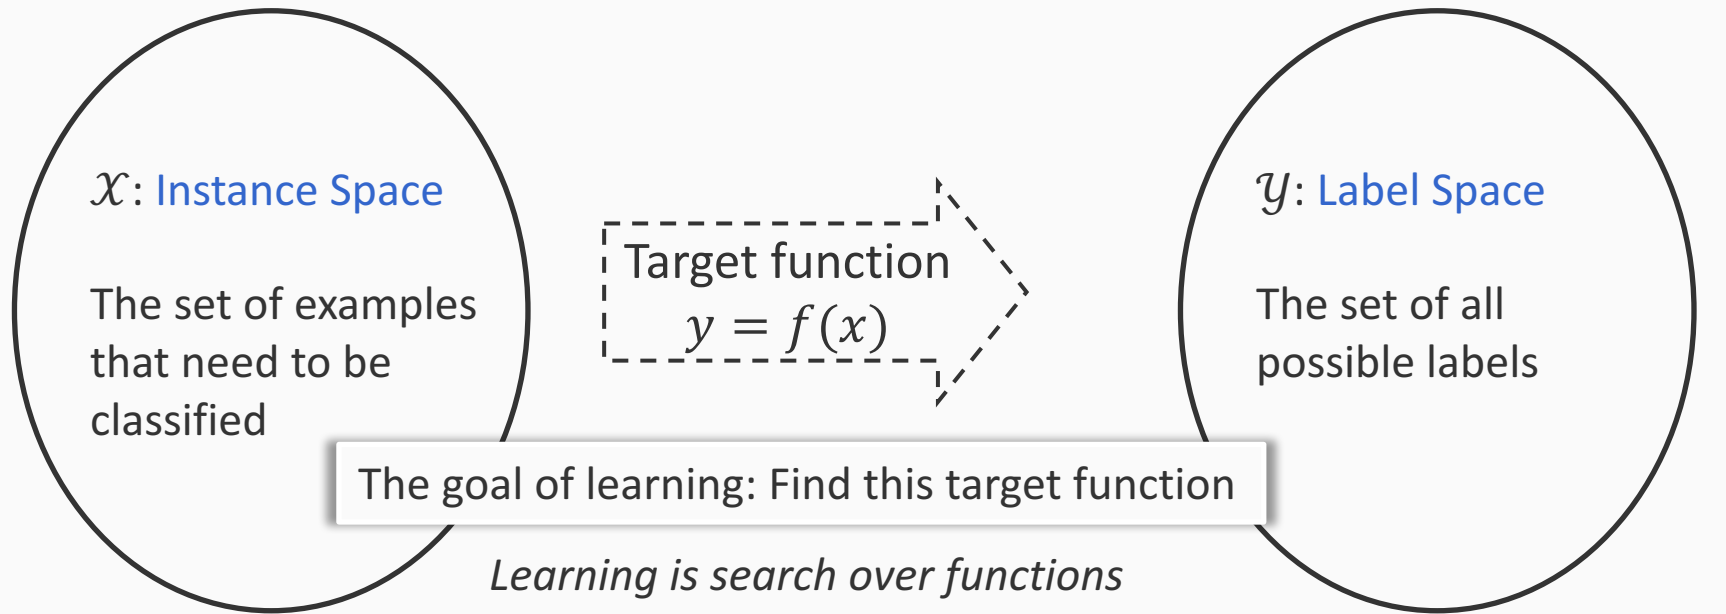 𝒳: Instance Space
The set of examples
that need to be
classified
Target function
y = f(x)
𝒴: Label Space
The set of all
possible labels
The goal of learning: Find this target function
Learning is search over functions